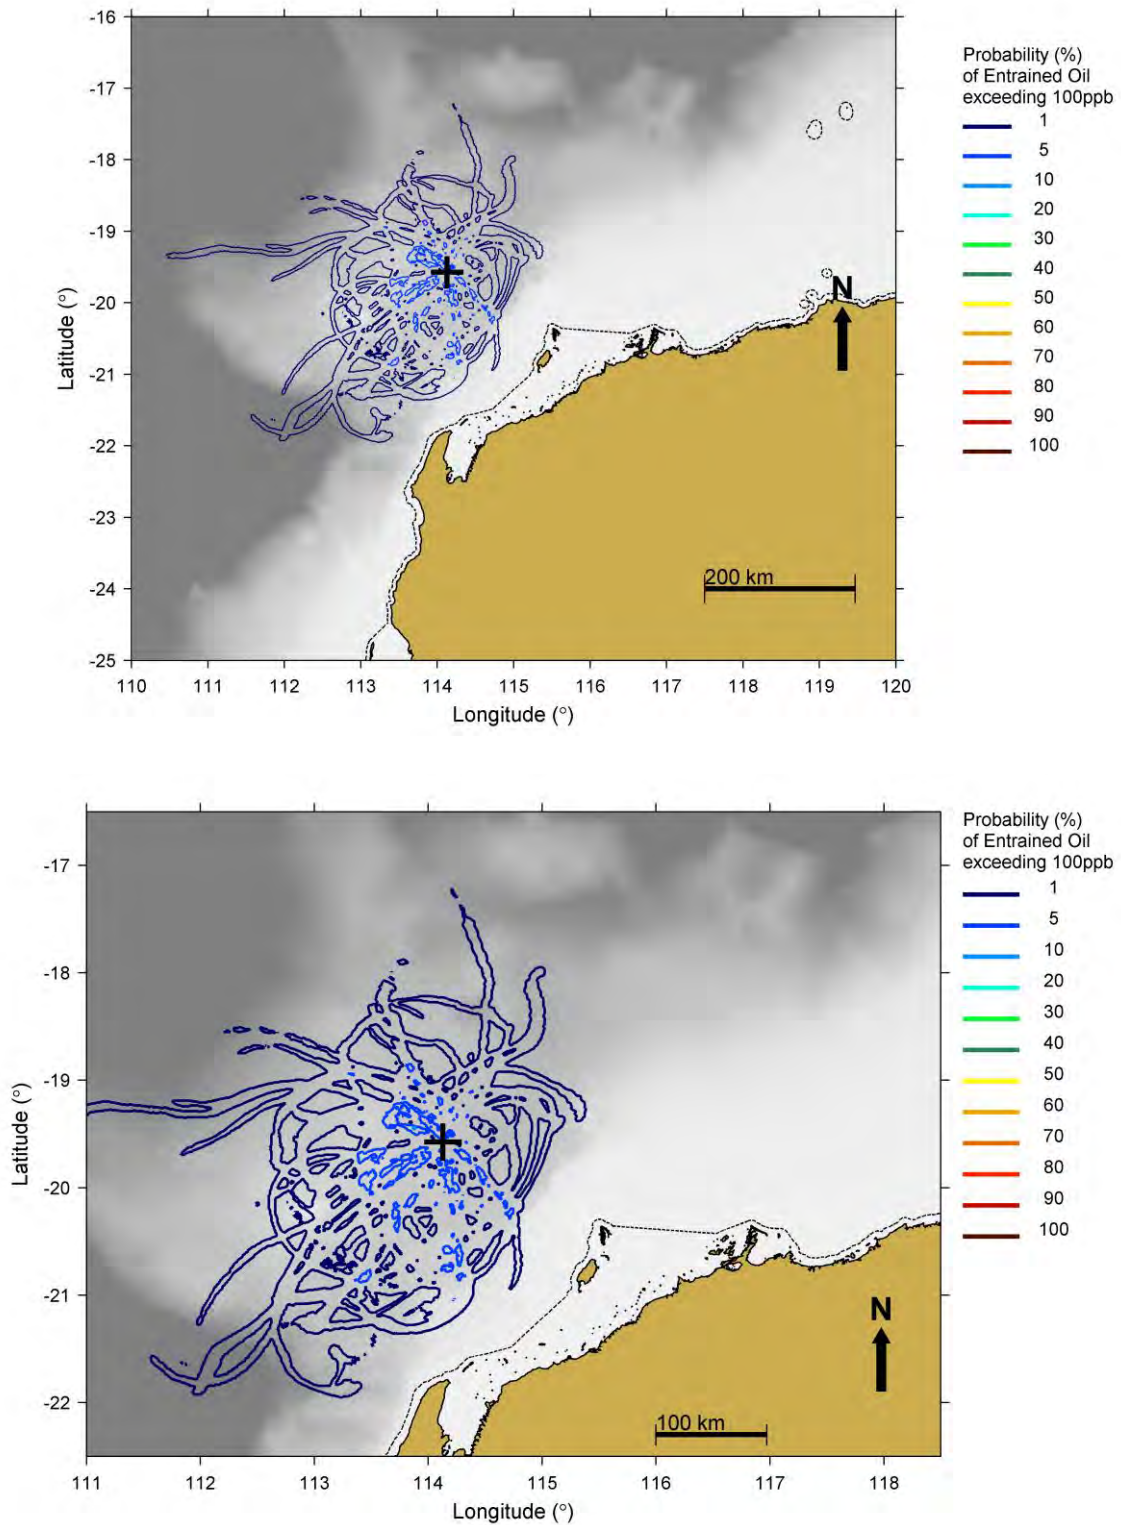 -16
-17
-18
-19
-20
-21
-22
-23
-24
-25
Latitude (°)
110 111 112 113 114 115 116 117 118 119 120
Longitude (°)
N
200 km
Probability (%)
of Entrained Oil
exceeding 100ppb
1
5
10
20
30
40
50
60
70
80
90
100
-17
-18
-19
-20
-21
-22
Latitude (°)
111 112 113 114 115 116 117 118
Longitude (°)
N
100 km
Probability (%)
of Entrained Oil
exceeding 100ppb
1
5
10
20
30
40
50
60
70
80
90
100